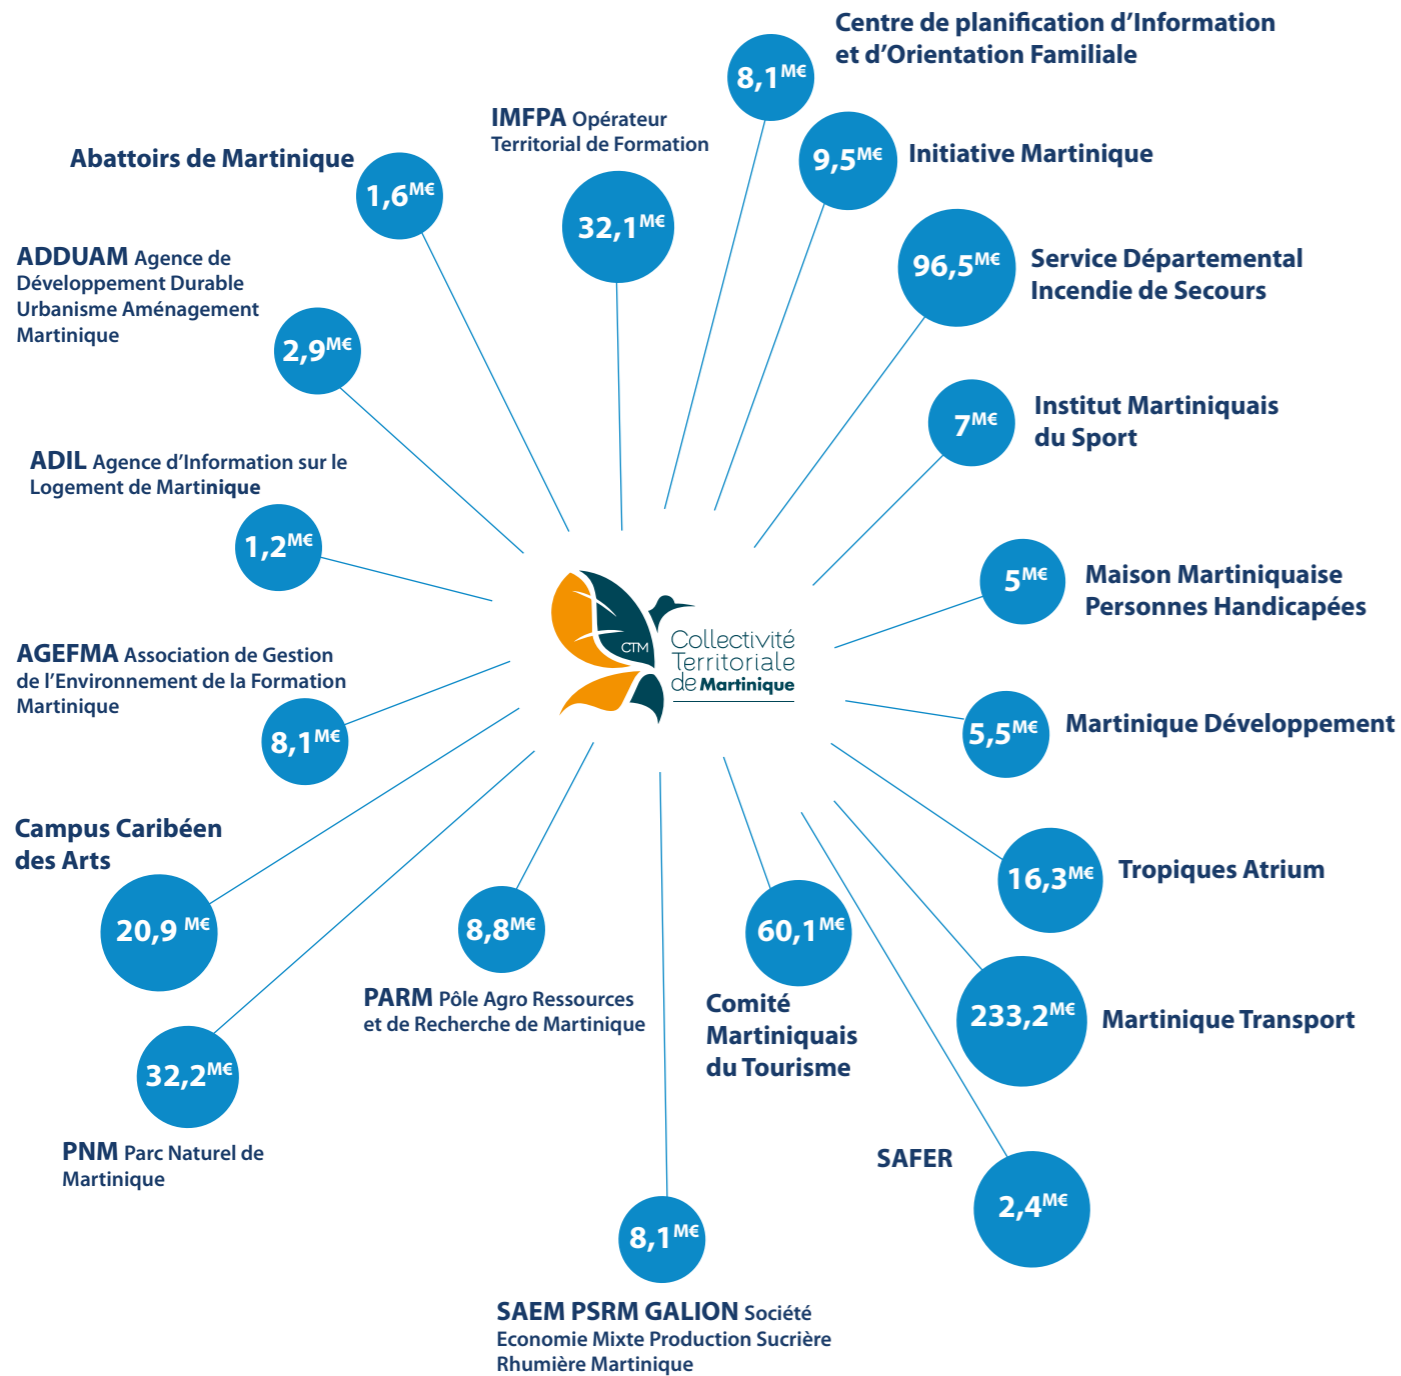 Centre de planification d’Information
et d’Orientation Familiale
8,1M€
IMFPA Opérateur
Territorial de Formation
32,1M€
Initiative Martinique
9,5M€
Abattoirs de Martinique
1,6M€
ADDUAM Agence de
Développement Durable
Urbanisme Aménagement
Martinique
2,9M€
96,5M€
Service Départemental
Incendie de Secours
7M€
Institut Martiniquais
du Sport
ADIL Agence d’Information sur le
Logement de Martinique
1,2M€
5M€
Maison Martiniquaise
Personnes Handicapées
CTM
Collectivité
Territoriale
de Martinique
AGEFMA Association de Gestion
de l’Environnement de la Formation
Martinique
8,1M€
5,5M€
Martinique Développement
Campus Caribéen
des Arts
20,9 M€
16,3M€
Tropiques Atrium
8,8M€
PARM Pôle Agro Ressources
et de Recherche de Martinique
60,1M€
Comité
Martiniquais
du Tourisme
233,2M€
Martinique Transport
32,2M€
PNM Parc Naturel de
Martinique
SAFER
2,4M€
8,1M€
SAEM PSRM GALION Société
Economie Mixte Production Sucrière
Rhumière Martinique